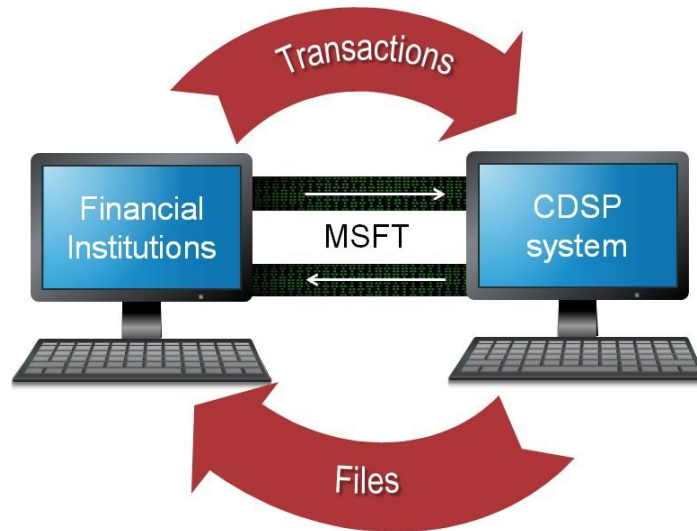 Transactions
Financial
Institutions
MSFT
CDSP
system
Files